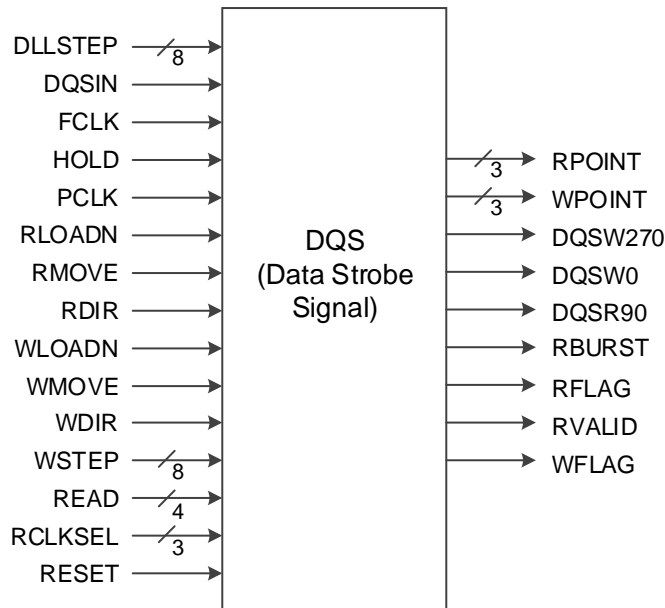 DLLSTEP
8
DQSIN
FCLK
HOLD
PCLK
RLOADN
RMOVE
RDIR
WLOADN
WMOVE
WDIR
WSTEP
8
READ
4
RCLKSEL
3
RESET
DQS
(Data Strobe
Signal)
3
RPOINT
3
WPOINT
DQSW270
DQSW0
DQSR90
RBURST
RFLAG
RVALID
WFLAG